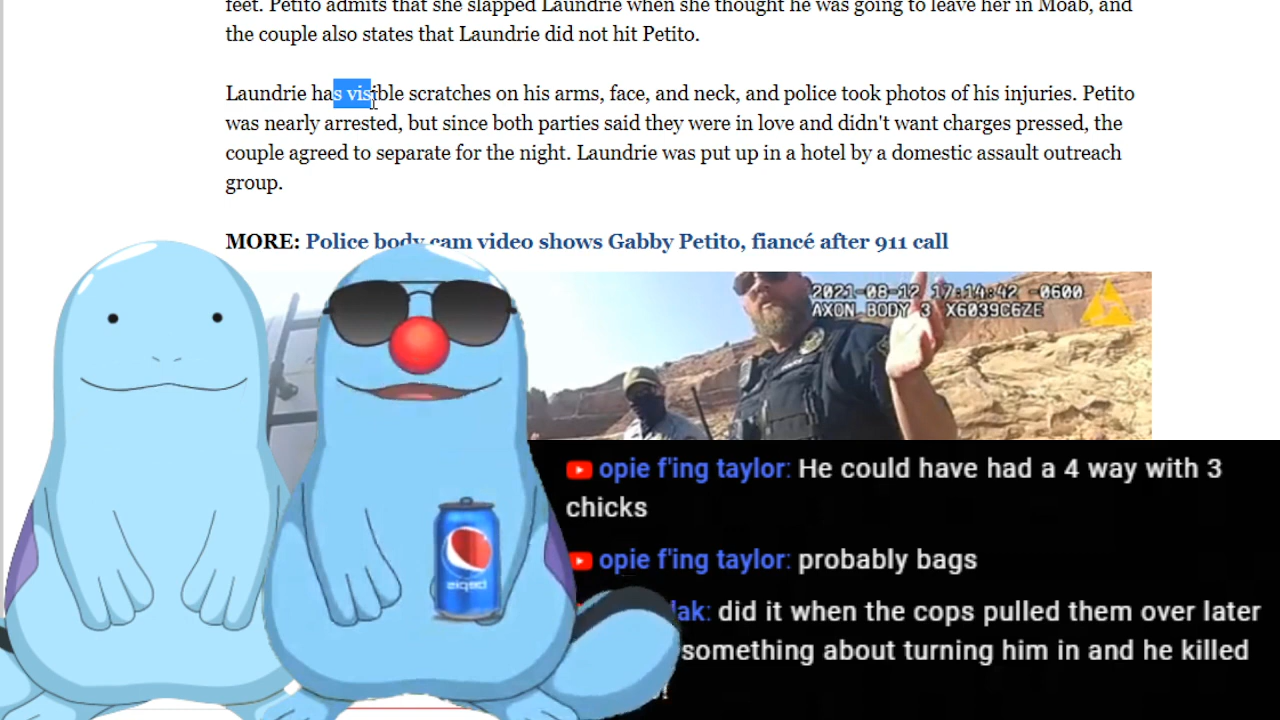 feet. Petito admits that she slapped Laundrie when she thought he was going to leave her in Moab, and
the couple also states that Laundrie did not hit Petito.
Laundrie has visible scratches on his arms, face, and neck, and police took photos of his injuries. Petito
was nearly arrested, but since both parties said they were in love and didn't want charges pressed, the
couple agreed to separate for the night. Laundrie was put up in a hotel by a domestic assault outreach
group.
MORE: Police body cam video shows Gabby Petito, fiancé after 911 call
2021-08-12 17:14:42 -0600
AXON BODY 3 X6039C6ZE
opie f'ing taylor: He could have had a 4 way with 3
chicks
opie f'ing taylor: probably bags
lak: did it when the cops pulled them over later
something about turning him in and he killed
!